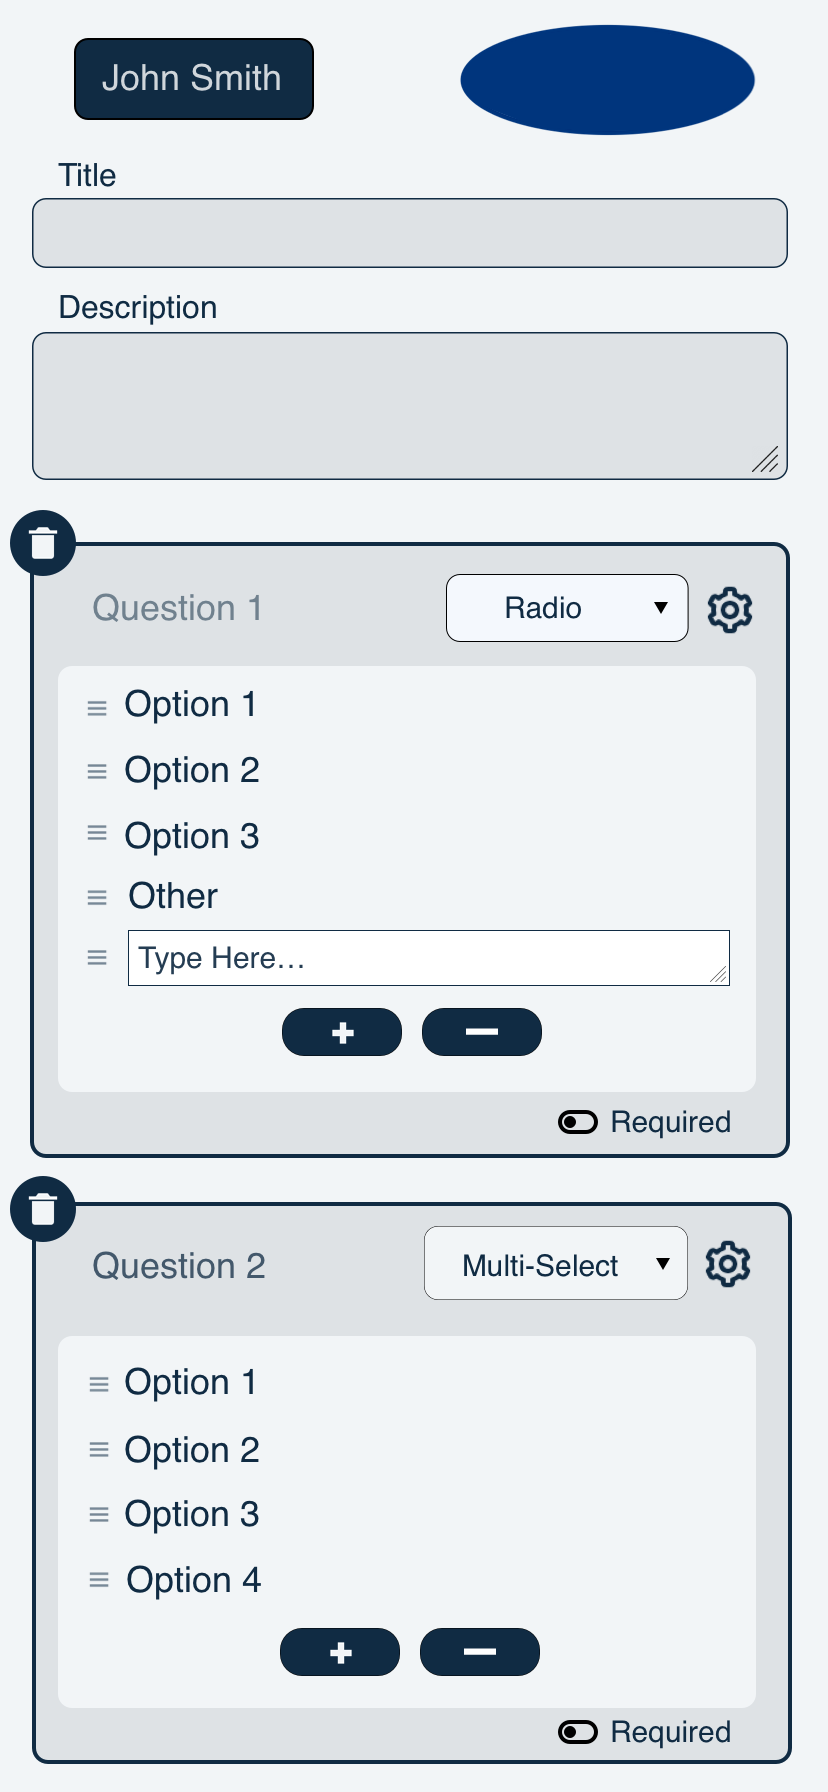 John Smith
Title
Description
Question 1
Radio
Option 1
Option 2
Option 3
Other
Type Here...
Required
Question 2
Multi-Select
Option 1
Option 2
Option 3
Option 4
Required